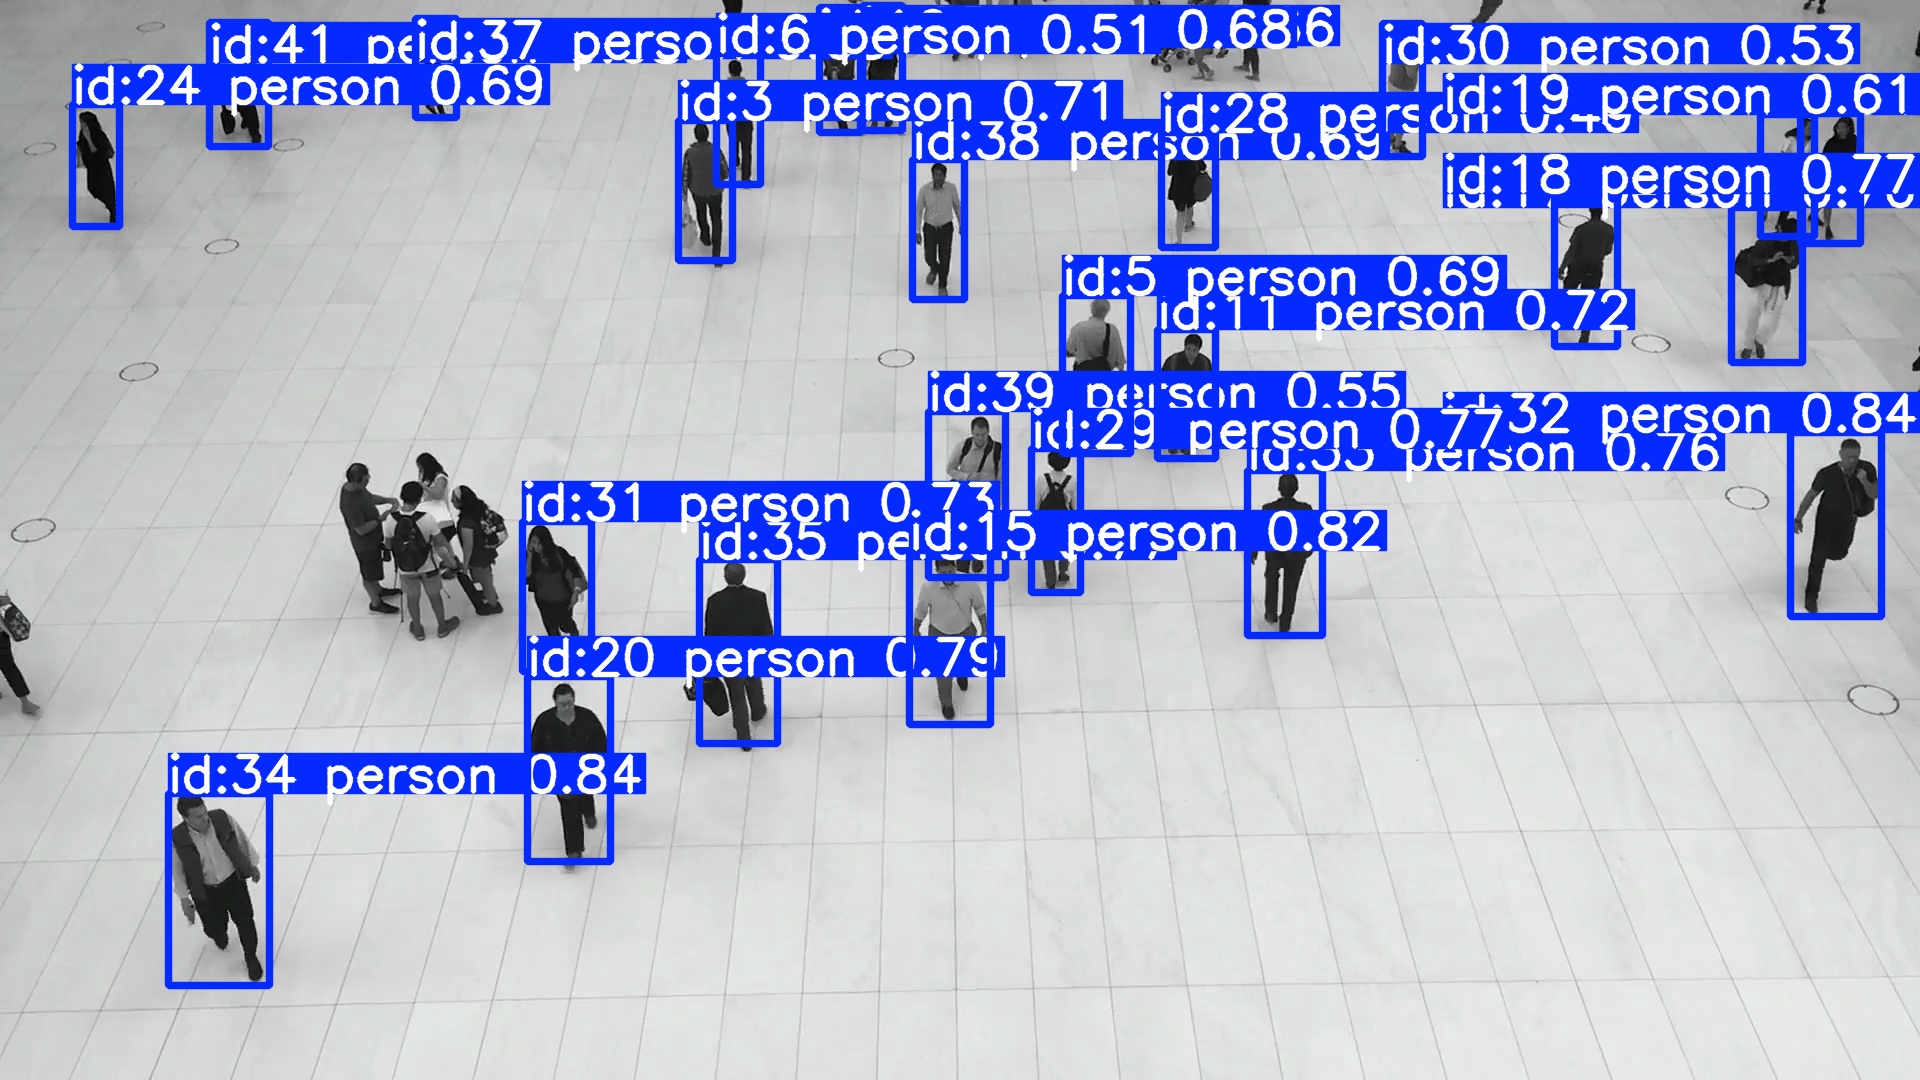 id:41 pe
id:37 perso
id:6 person 0.51 0.68 6
id:30 person 0.53
id:24 person 0.69
id:3 person 0.71
id:19 person 0.61
id:28 person
id:38 person 0.69
id:18 person 0.77
id:5 person 0.69
id:11 person 0.72
id:39 person 0.55
id:32 person 0.84
id:29 person 0.77
person 0.76
id:31 person 0.73
id:35 pe
id:15 person 0.82
id:20 person 0.79
id:34 person 0.84